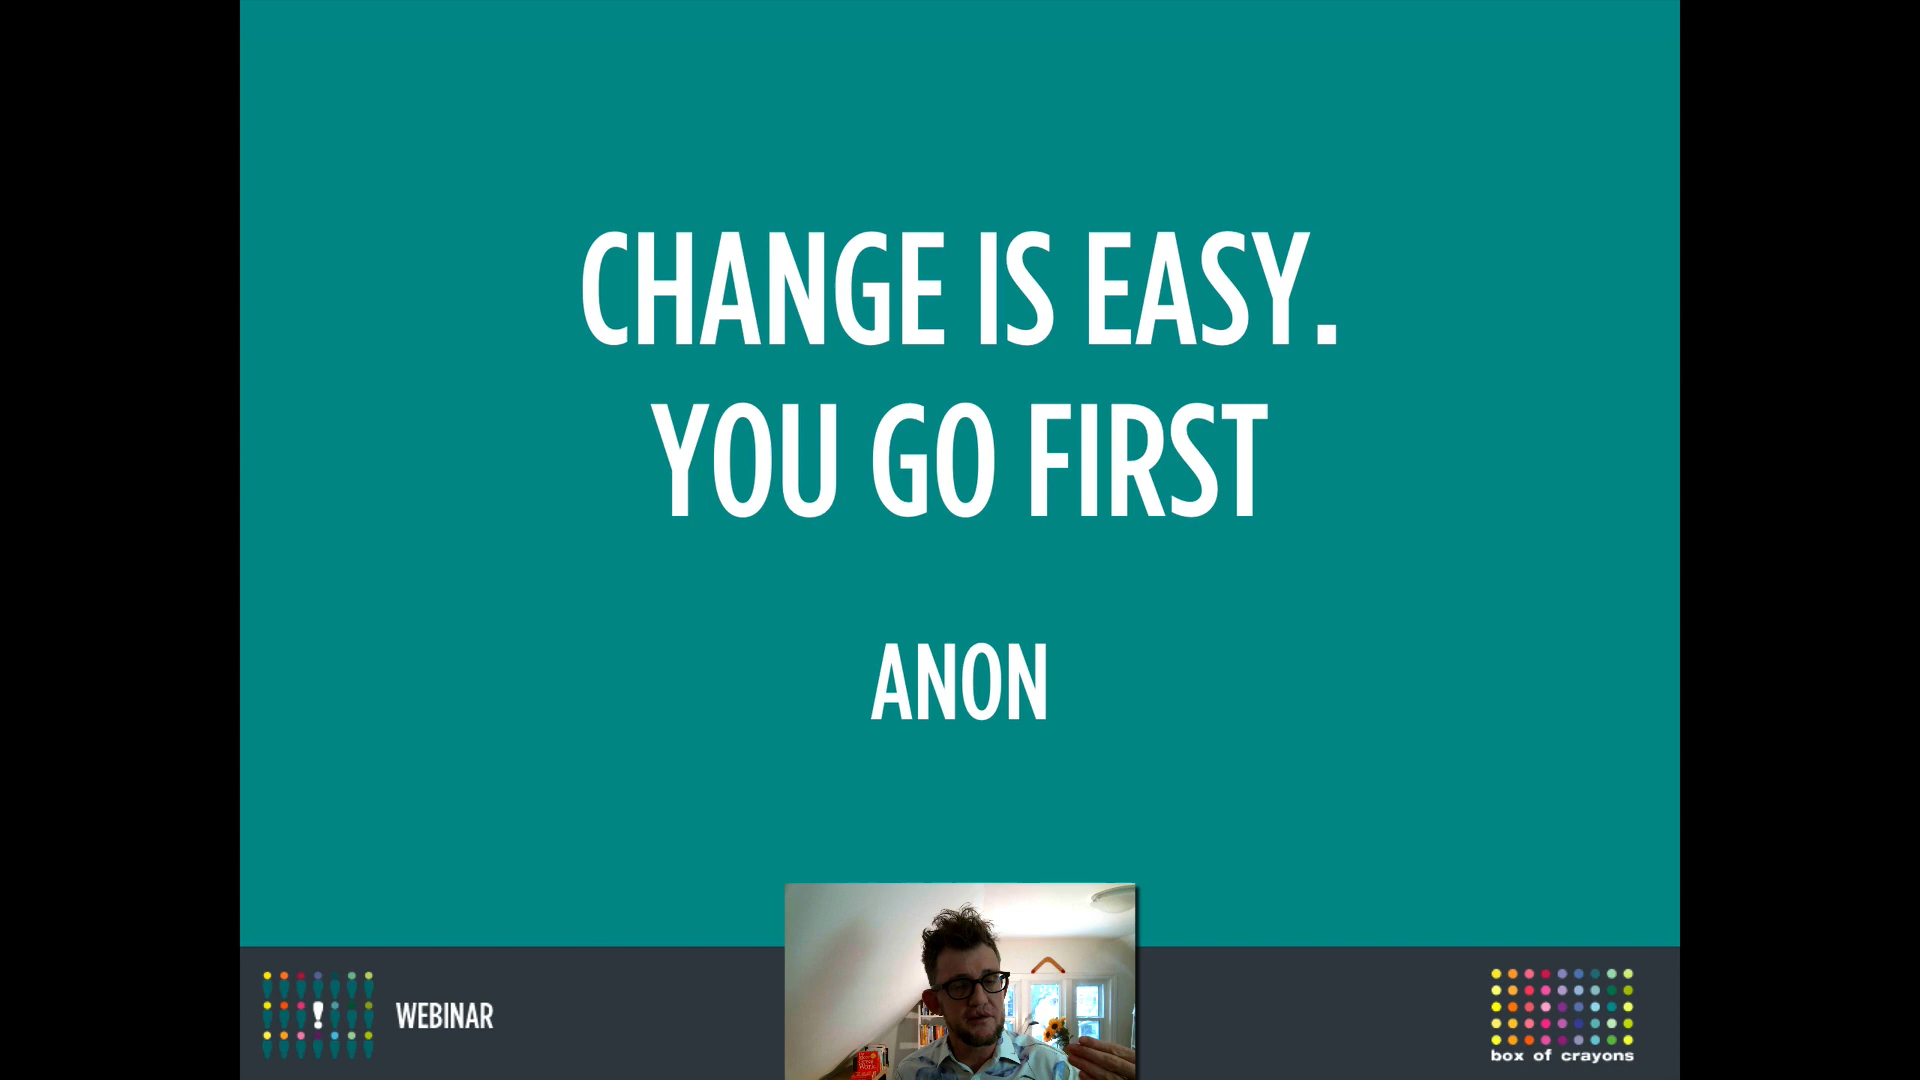 CHANGE IS EASY.
YOU GO FIRST
ANON
WEBINAR
box of crayons